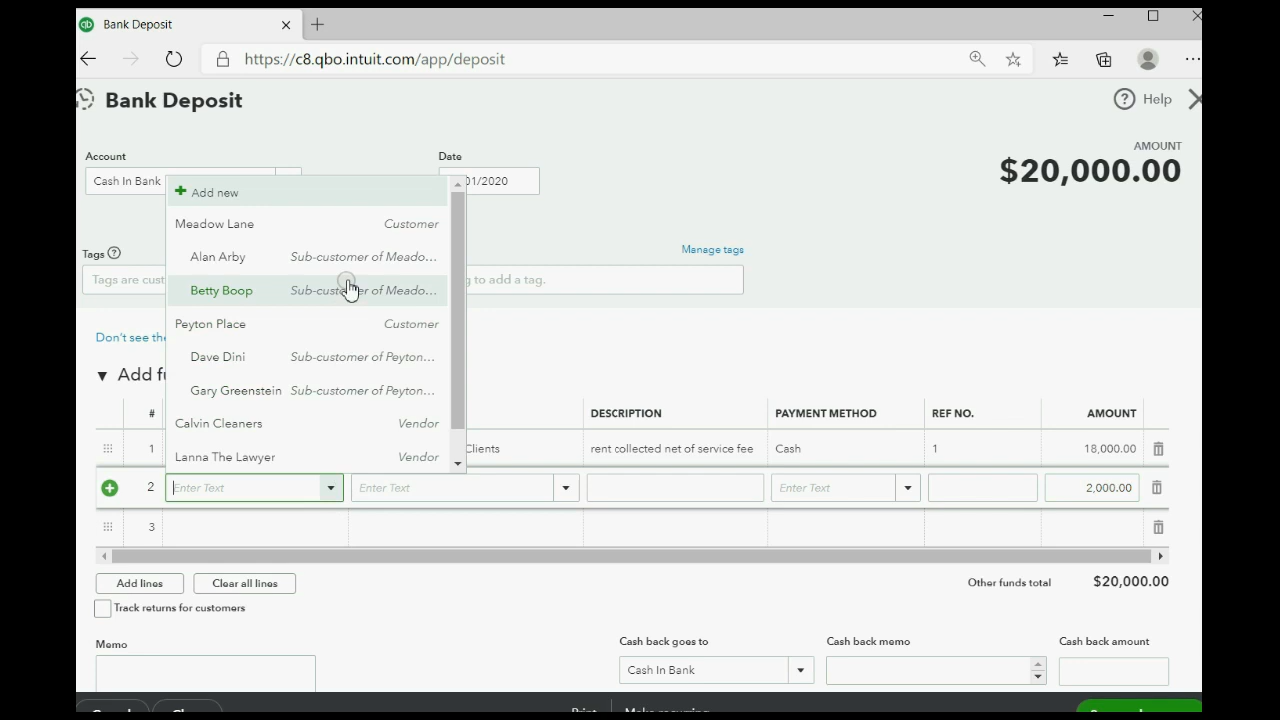 Bank Deposit
https://c8.qbo.intuit.com/app/deposit
Bank Deposit
Help
AMOUNT
$20,000.00
Account
Date
Cash In Bank
01/2020
Add new
Meadow Lane Customer
Alan Arby Sub-customer of Meado...
Betty Boop Sub-customer of Meado...
Peyton Place Customer
Dave Dini Sub-customer of Peyton...
Gary Greenstein Sub-customer of Peyton...
Calvin Cleaners Vendor
Lanna The Lawyer Vendor
Tags
Manage tags
Tags are cust
to add a tag.
Don't see the
Add fu
# DESCRIPTION PAYMENT METHOD REF NO. AMOUNT
1 Clients rent collected net of service fee Cash 1 18,000.00
2 Enter Text Enter Text Enter Text 2,000.00
3
Add lines Clear all lines
Other funds total $20,000.00
Track returns for customers
Memo
Cash back goes to Cash back memo Cash back amount
Cash In Bank